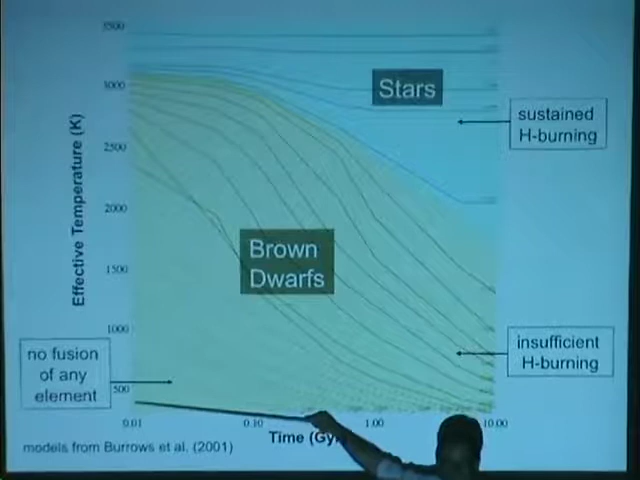 3500
Stars
3000
sustained
H-burning
2500
Effective Temperature (K)
2000
Brown
Dwarfs
1500
1000
insufficient
H-burning
no fusion
of any
element
500
0.01
0.10
1.00
10.00
Time (Gy
models from Burrows et al. (2001)